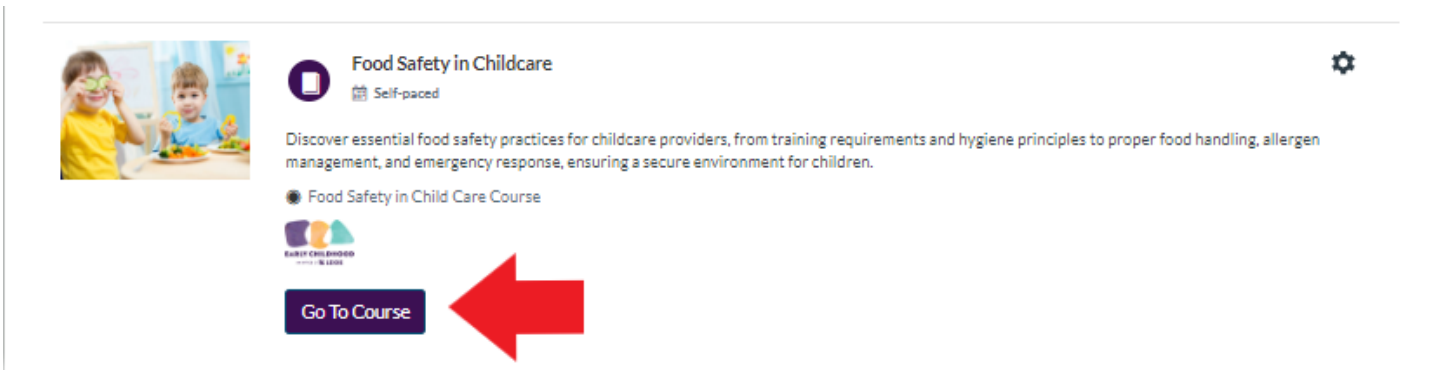 Food Safety in Childcare
Self-paced
Discover essential food safety practices for childcare providers, from training requirements and hygiene principles to proper food handling, allergen
management, and emergency response, ensuring a secure environment for children.
Food Safety in Child Care Course
EARLY CHILDHOOD
Go To Course